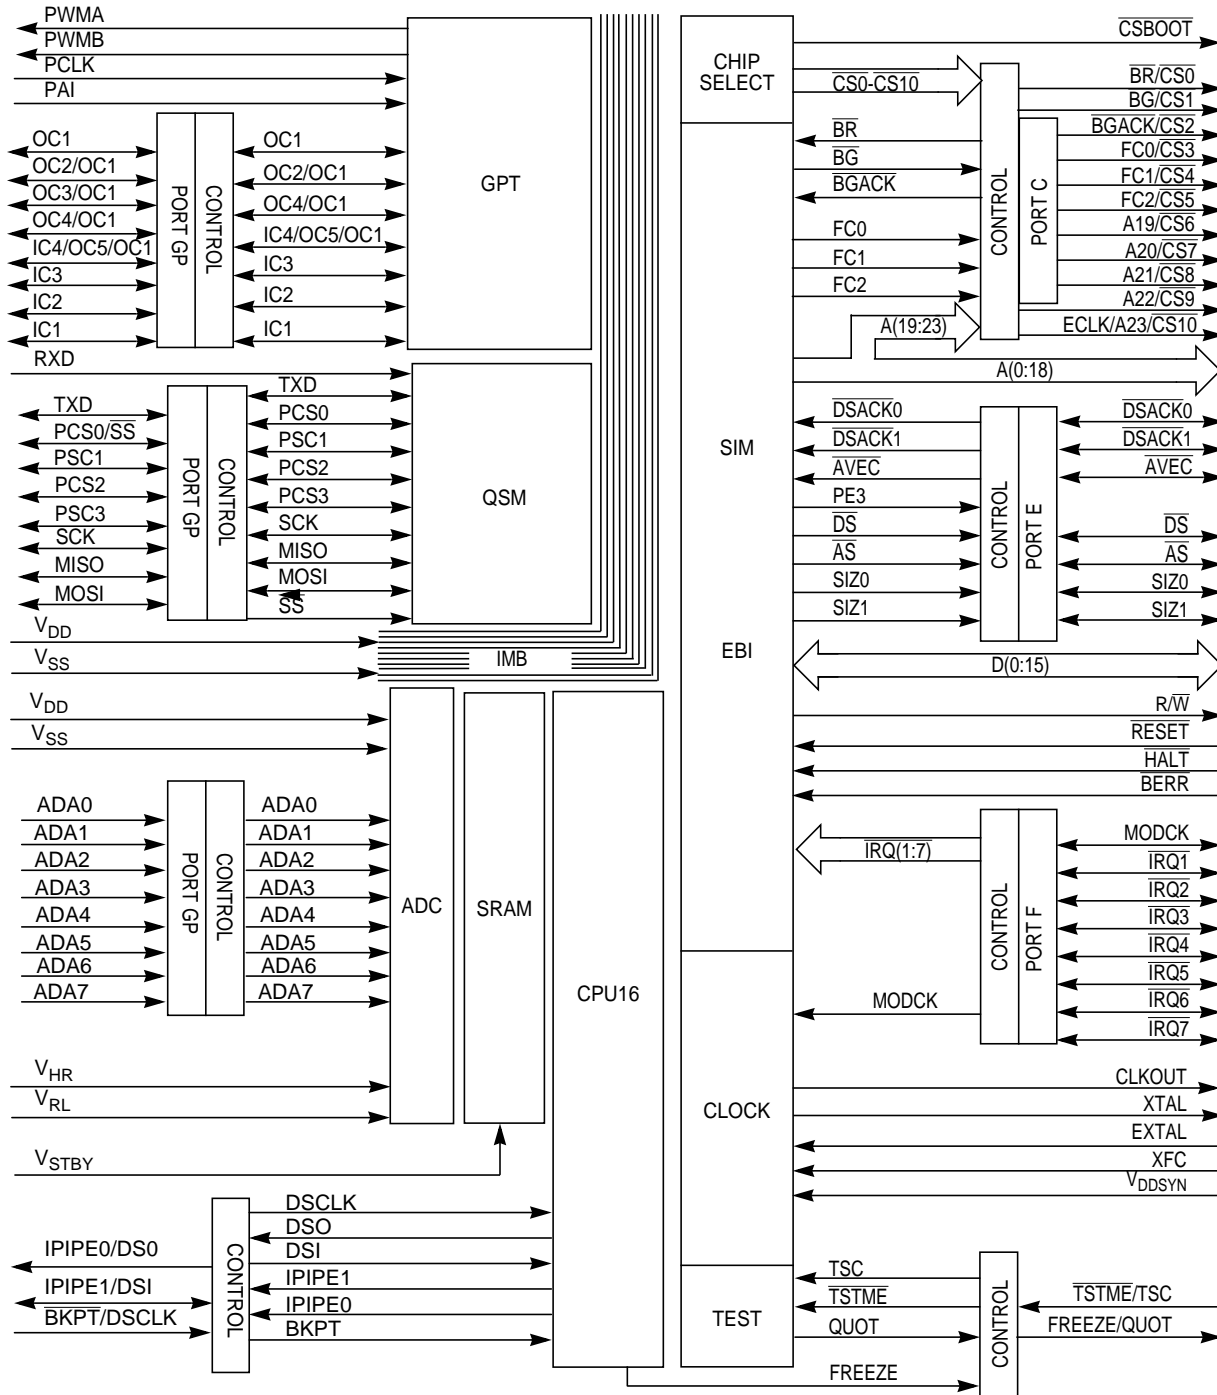 PWMA
PWMB
PCLK
PAI
OC1
OC2/OC1
OC3/OC1
OC4/OC1
IC4/OC5/OC1
IC3
IC2
IC1
PORT GP
CONTROL
OC1
OC2/OC1
OC4/OC1
IC4/OC5/OC1
IC3
IC2
IC1
GPT
RXD
TXD
PCS0/SS
PSC1
PCS2
PSC3
SCK
MISO
MOSI
PORT GP
CONTROL
TXD
PCS0
PSC1
PCS2
PCS3
SCK
MISO
MOSI
SS
QSM
VDD
VSS
IMB
VDD
VSS
ADA0
ADA1
ADA2
ADA3
ADA4
ADA5
ADA6
ADA7
PORT GP
CONTROL
ADA0
ADA1
ADA2
ADA3
ADA4
ADA5
ADA6
ADA7
ADC
SRAM
CPU16
VHR
VRL
VSTBY
IPIPE0/DS0
IPIPE1/DSI
BKPT/DSCLK
CONTROL
DSCLK
DSO
DSI
IPIPE1
IPIPE0
BKPT
CHIP
SELECT
SIM
EBI
CLOCK
TEST
CSBOOT
CS0-CS10
BR
BG
BGACK
FC0
FC1
FC2
A(19:23)
CONTROL
PORT C
BR/CS0
BG/CS1
BGACK/CS2
FC0/CS3
FC1/CS4
FC2/CS5
A19/CS6
A20/CS7
A21/CS8
A22/CS9
ECLK/A23/CS10
A(0:18)
DSACK0
DSACK1
AVEC
PE3
DS
AS
SIZ0
SIZ1
CONTROL
PORT E
DSACK0
DSACK1
AVEC
DS
AS
SIZ0
SIZ1
D(0:15)
R/W
RESET
HALT
BERR
IRQ(1:7)
MODCK
CONTROL
PORT F
MODCK
IRQ1
IRQ2
IRQ3
IRQ4
IRQ5
IRQ6
IRQ7
CLKOUT
XTAL
EXTAL
XFC
VDDSYN
TSC
TSTME
QUOT
FREEZE
CONTROL
TSTME/TSC
FREEZE/QUOT